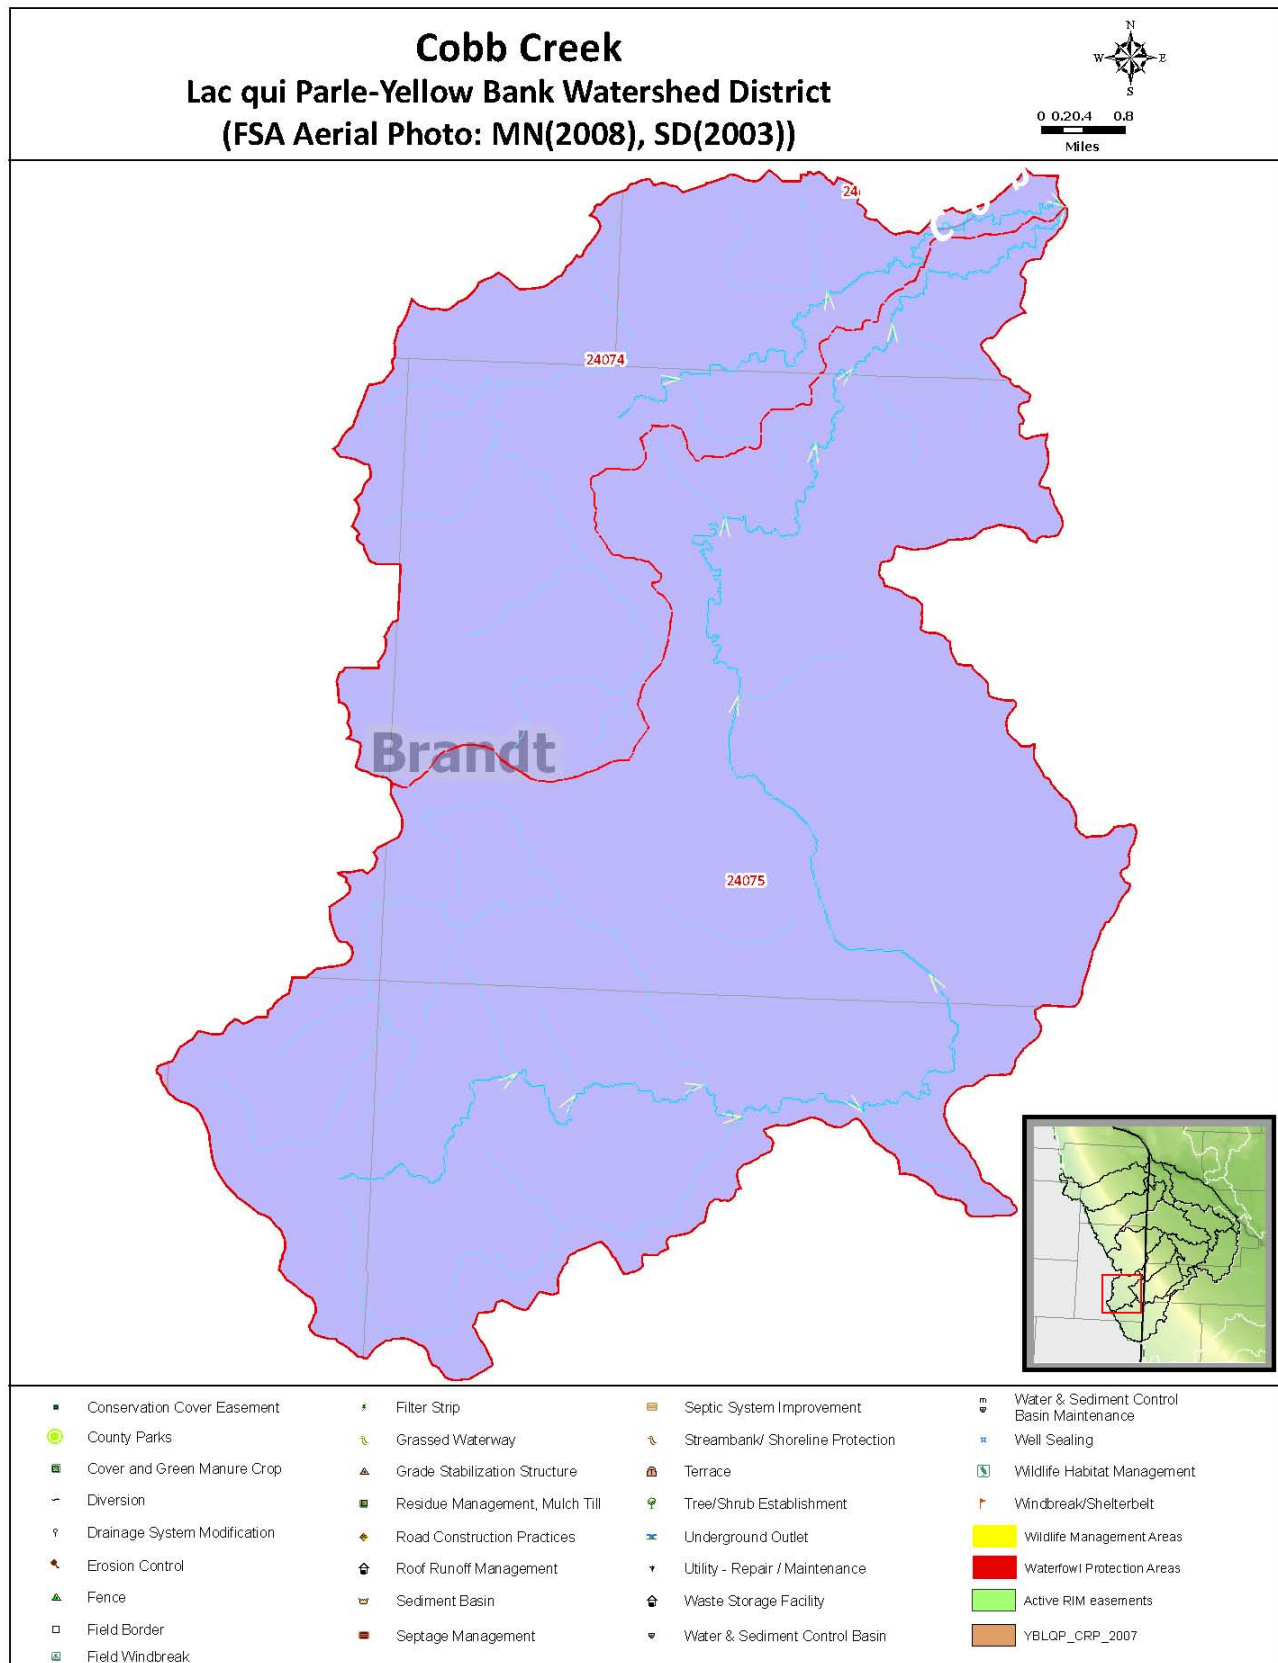 Cobb Creek
Lac qui Parle-Yellow Bank Watershed District
(FSA Aerial Photo: MN(2008), SD(2003))
N
W E
S
0 0.20.4 0.8
Miles
24074
Brandt
24075
Conservation Cover Easement
County Parks
Cover and Green Manure Crop
Diversion
Drainage System Modification
Erosion Control
Fence
Field Border
Field Windbreak
Filter Strip
Grassed Waterway
Grade Stabilization Structure
Residue Management, Mulch Till
Road Construction Practices
Roof Runoff Management
Sediment Basin
Septage Management
Septic System Improvement
Streambank/ Shoreline Protection
Terrace
Tree/Shrub Establishment
Underground Outlet
Utility - Repair / Maintenance
Waste Storage Facility
Water & Sediment Control Basin
Water & Sediment Control
Basin Maintenance
Well Sealing
Wildlife Habitat Management
Windbreak/Shelterbelt
Wildlife Management Areas
Waterfowl Protection Areas
Active RIM easements
YBLQP_CRP_2007